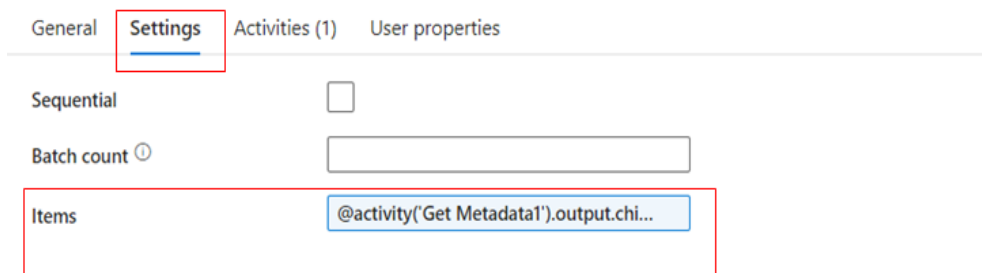 General Settings Activities (1) User properties
Sequential
Batch count
Items @activity('Get Metadata1').output.chi...